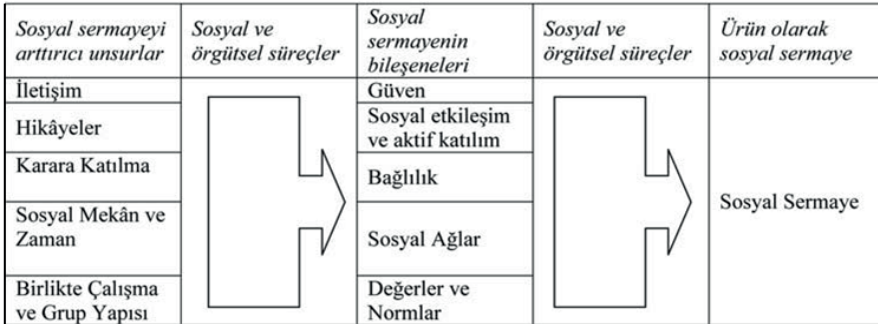 Sosyal sermayeyi
arttırıcı unsurlar
Sosyal ve
örgütsel süreçler
Sosyal
sermayenin
bileşeneleri
Sosyal ve
örgütsel süreçler
Ürün olarak
sosyal sermaye
İletişim
Hikâyeler
Karara Katılma
Sosyal Mekân ve
Zaman
Birlikte Çalışma
ve Grup Yapısı
Güven
Sosyal etkileşim
ve aktif katılım
Bağlılık
Sosyal Ağlar
Değerler ve
Normlar
Sosyal Sermaye